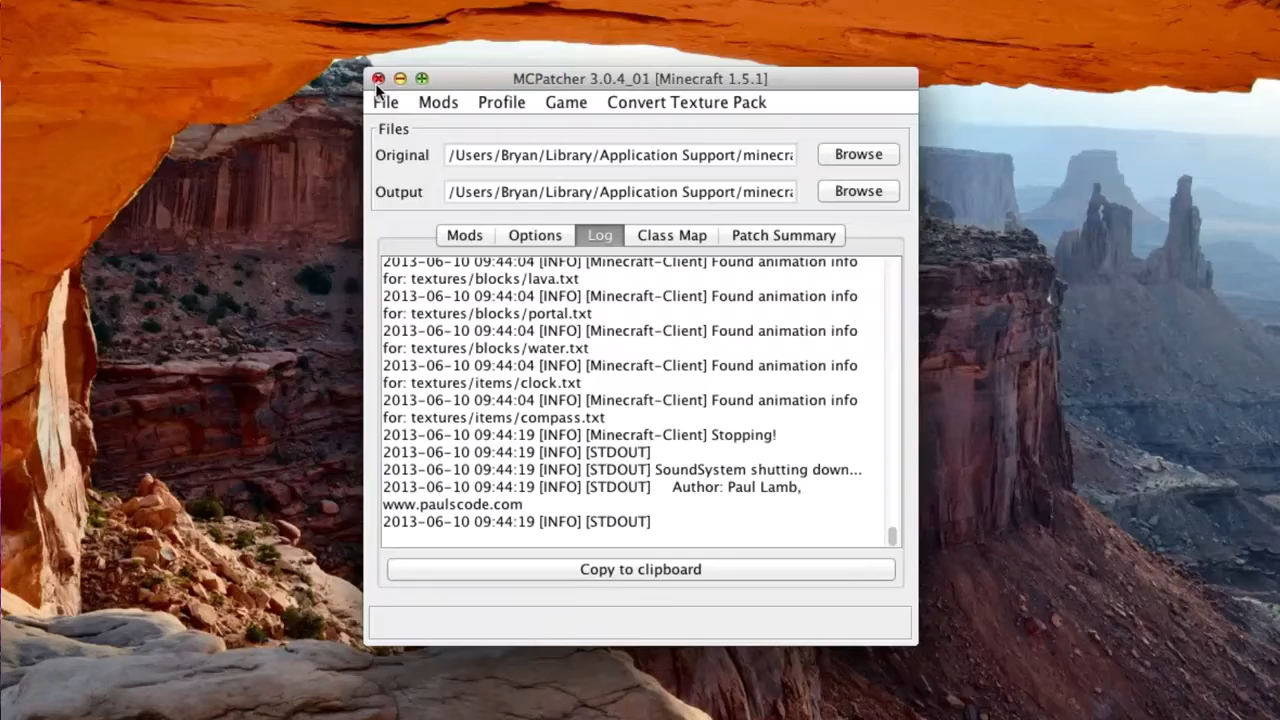 MCPatcher 3.0.4_01 [Minecraft 1.5.1]
File Mods Profile Game Convert Texture Pack
Files
Original /Users/Bryan/Library/Application Support/minecra Browse
Output /Users/Bryan/Library/Application Support/minecra Browse
Mods Options Log Class Map Patch Summary
2013-06-10 09:44:04 [INFO] [Minecraft-Client] Found animation info
for: textures/blocks/lava.txt
2013-06-10 09:44:04 [INFO] [Minecraft-Client] Found animation info
for: textures/blocks/portal.txt
2013-06-10 09:44:04 [INFO] [Minecraft-Client] Found animation info
for: textures/blocks/water.txt
2013-06-10 09:44:04 [INFO] [Minecraft-Client] Found animation info
for: textures/items/clock.txt
2013-06-10 09:44:04 [INFO] [Minecraft-Client] Found animation info
for: textures/items/compass.txt
2013-06-10 09:44:19 [INFO] [Minecraft-Client] Stopping!
2013-06-10 09:44:19 [INFO] [STDOUT]
2013-06-10 09:44:19 [INFO] [STDOUT] SoundSystem shutting down...
2013-06-10 09:44:19 [INFO] [STDOUT] Author: Paul Lamb,
www.paulscode.com
2013-06-10 09:44:19 [INFO] [STDOUT]
Copy to clipboard